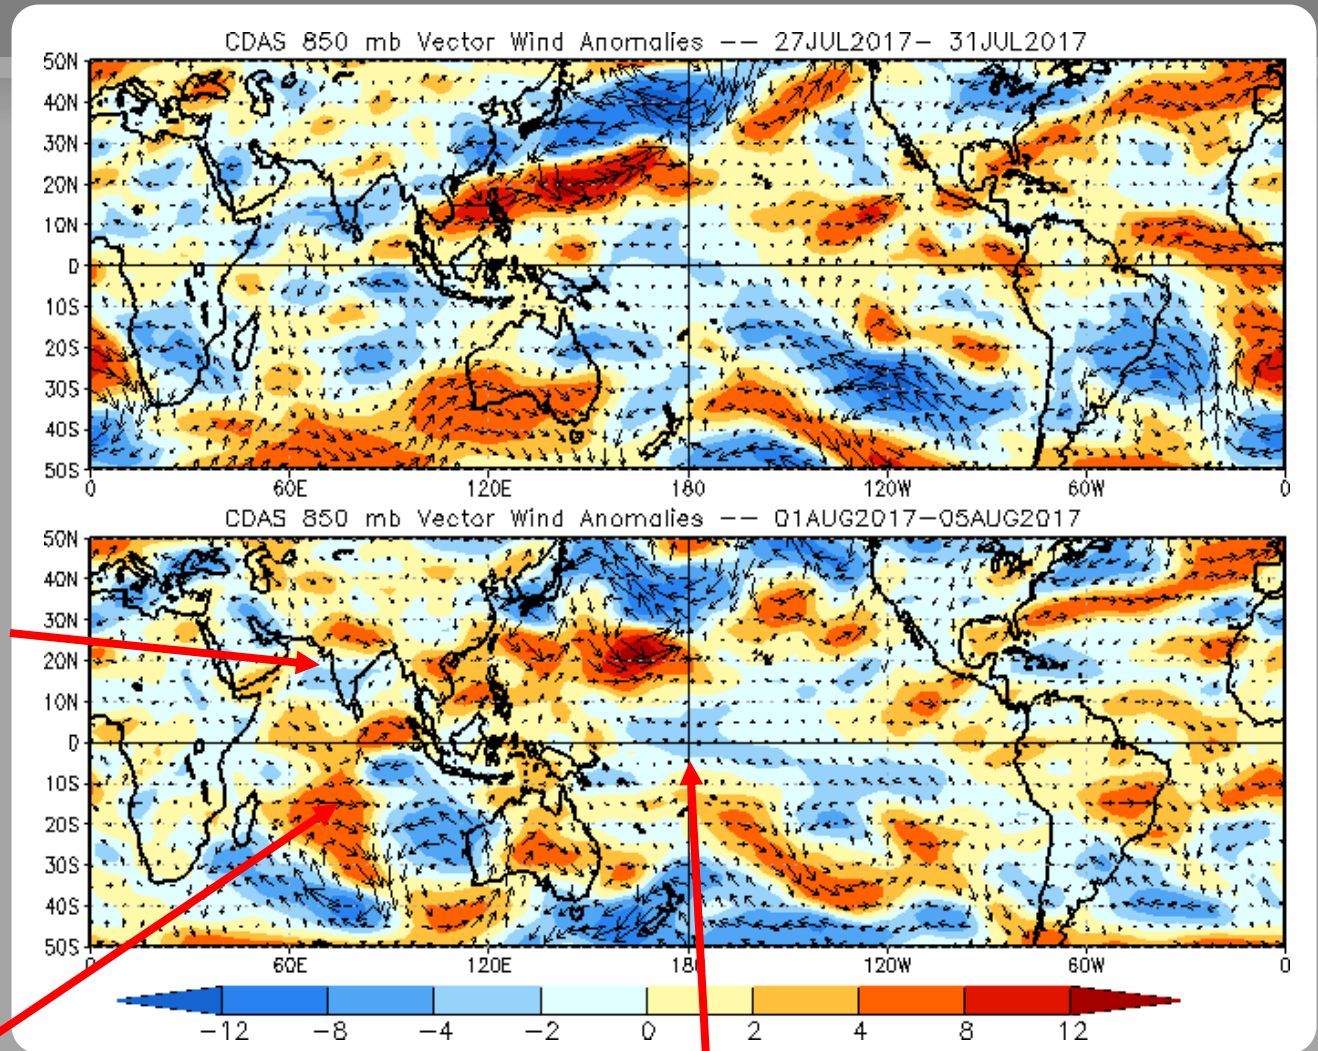 CDAS 850 mb Vector Wind Anomalies -- 27JUL2017- 31JUL2017
50N
40N
30N
20N
10N
0
10S
20S
30S
40S
50S
0 60E 120E 180 120W 60W 0
CDAS 850 mb Vector Wind Anomalies -- 01AUG2017-05AUG2017
50N
40N
30N
20N
10N
0
10S
20S
30S
40S
50S
0 60E 120E 180 120W 60W 0
-12 -8 -4 -2 0 2 4 8 12